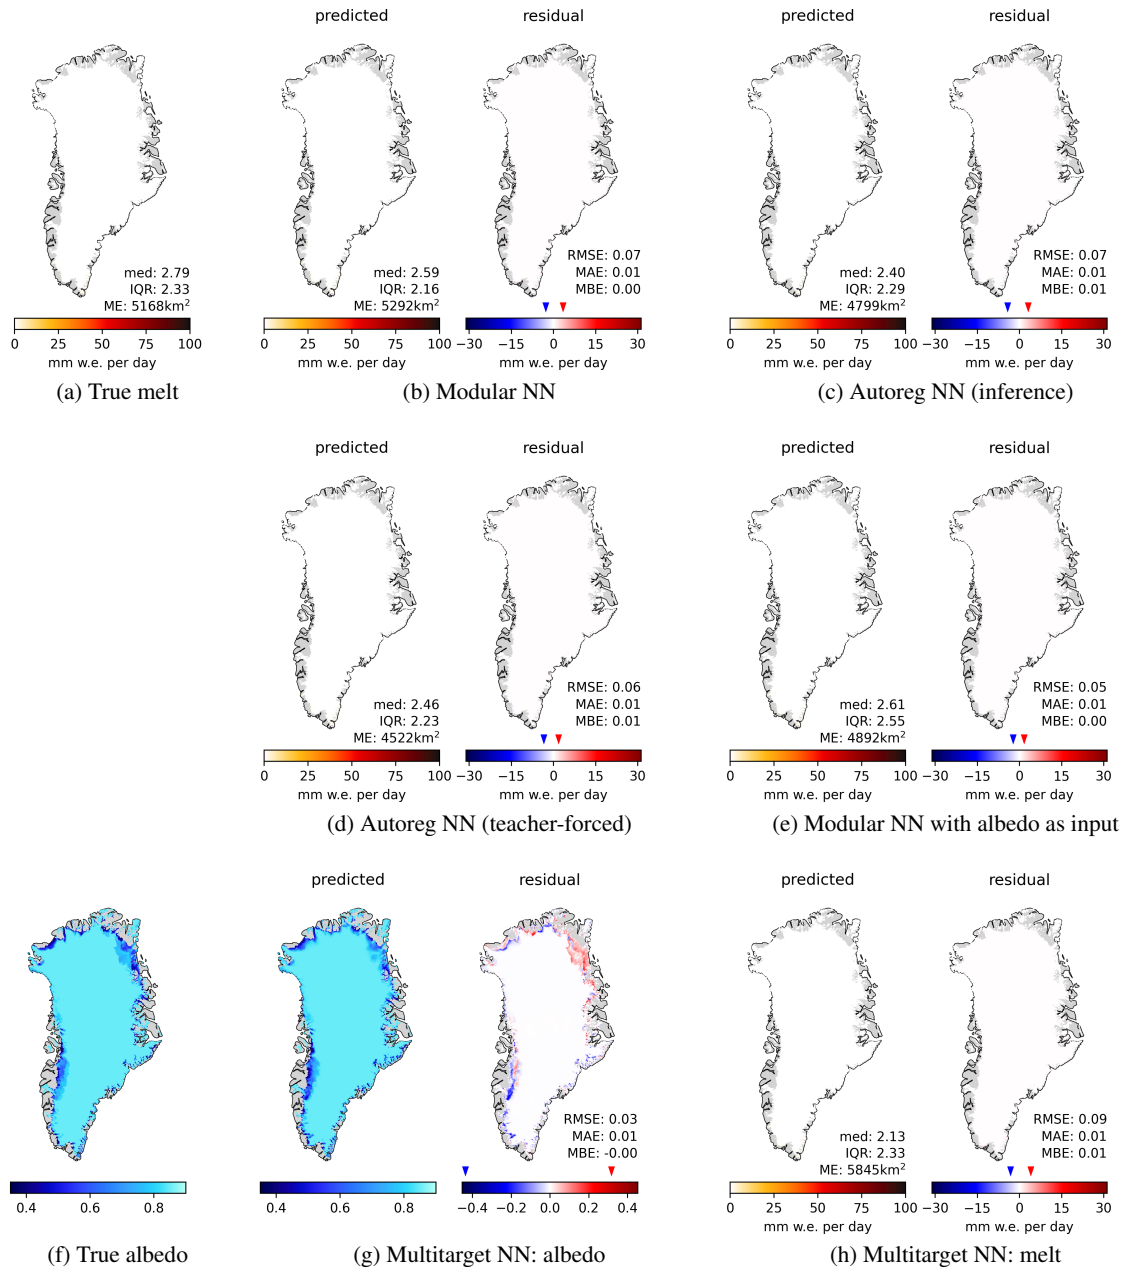 predicted residual predicted residual
med: 2.79
IQR: 2.33
ME: 5168km²
0 25 50 75 100
mm w.e. per day
(a) True melt
med: 2.59
IQR: 2.16
ME: 5292km²
0 25 50 75 100
mm w.e. per day
RMSE: 0.07
MAE: 0.01
MBE: 0.00
−30 −15 0 15 30
mm w.e. per day
(b) Modular NN
med: 2.40
IQR: 2.29
ME: 4799km²
0 25 50 75 100
mm w.e. per day
RMSE: 0.07
MAE: 0.01
MBE: 0.01
−30 −15 0 15 30
mm w.e. per day
(c) Autoreg NN (inference)
predicted residual predicted residual
med: 2.46
IQR: 2.23
ME: 4522km²
0 25 50 75 100
mm w.e. per day
RMSE: 0.06
MAE: 0.01
MBE: 0.01
−30 −15 0 15 30
mm w.e. per day
(d) Autoreg NN (teacher-forced)
med: 2.61
IQR: 2.55
ME: 4892km²
0 25 50 75 100
mm w.e. per day
RMSE: 0.05
MAE: 0.01
MBE: 0.00
−30 −15 0 15 30
mm w.e. per day
(e) Modular NN with albedo as input
predicted residual predicted residual
0.4 0.6 0.8
(f) True albedo
0.4 0.6 0.8
RMSE: 0.03
MAE: 0.01
MBE: -0.00
−0.4 −0.2 0.0 0.2 0.4
(g) Multitarget NN: albedo
med: 2.13
IQR: 2.33
ME: 5845km²
0 25 50 75 100
mm w.e. per day
RMSE: 0.09
MAE: 0.01
MBE: 0.01
−30 −15 0 15 30
mm w.e. per day
(h) Multitarget NN: melt